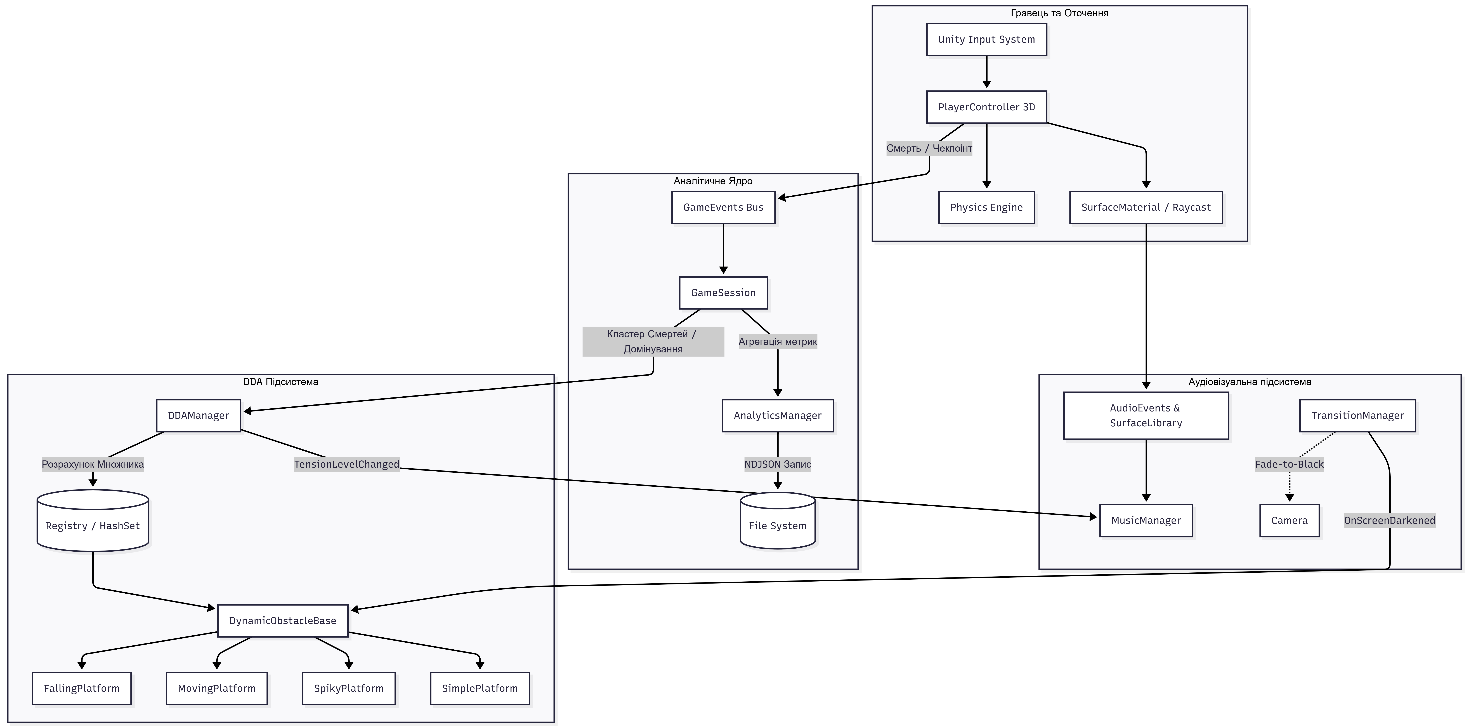 Гравець та Оточення
Unity Input System
PlayerController 3D
Смерть / Чекпоінт
Physics Engine
SurfaceMaterial / Raycast
Аналітичне Ядро
GameEvents Bus
GameSession
Кластер Смертей /
Домінування
Агрегація метрик
AnalyticsManager
NDJSON Запис
File System
DDA Підсистема
DDAManager
Розрахунок Множника
TensionLevelChanged
Registry / HashSet
DynamicObstacleBase
FallingPlatform
MovingPlatform
SpikyPlatform
SimplePlatform
Аудіовізуальна підсистема
AudioEvents &
SurfaceLibrary
TransitionManager
Fade-to-Black
MusicManager
Camera
OnScreenDarkened